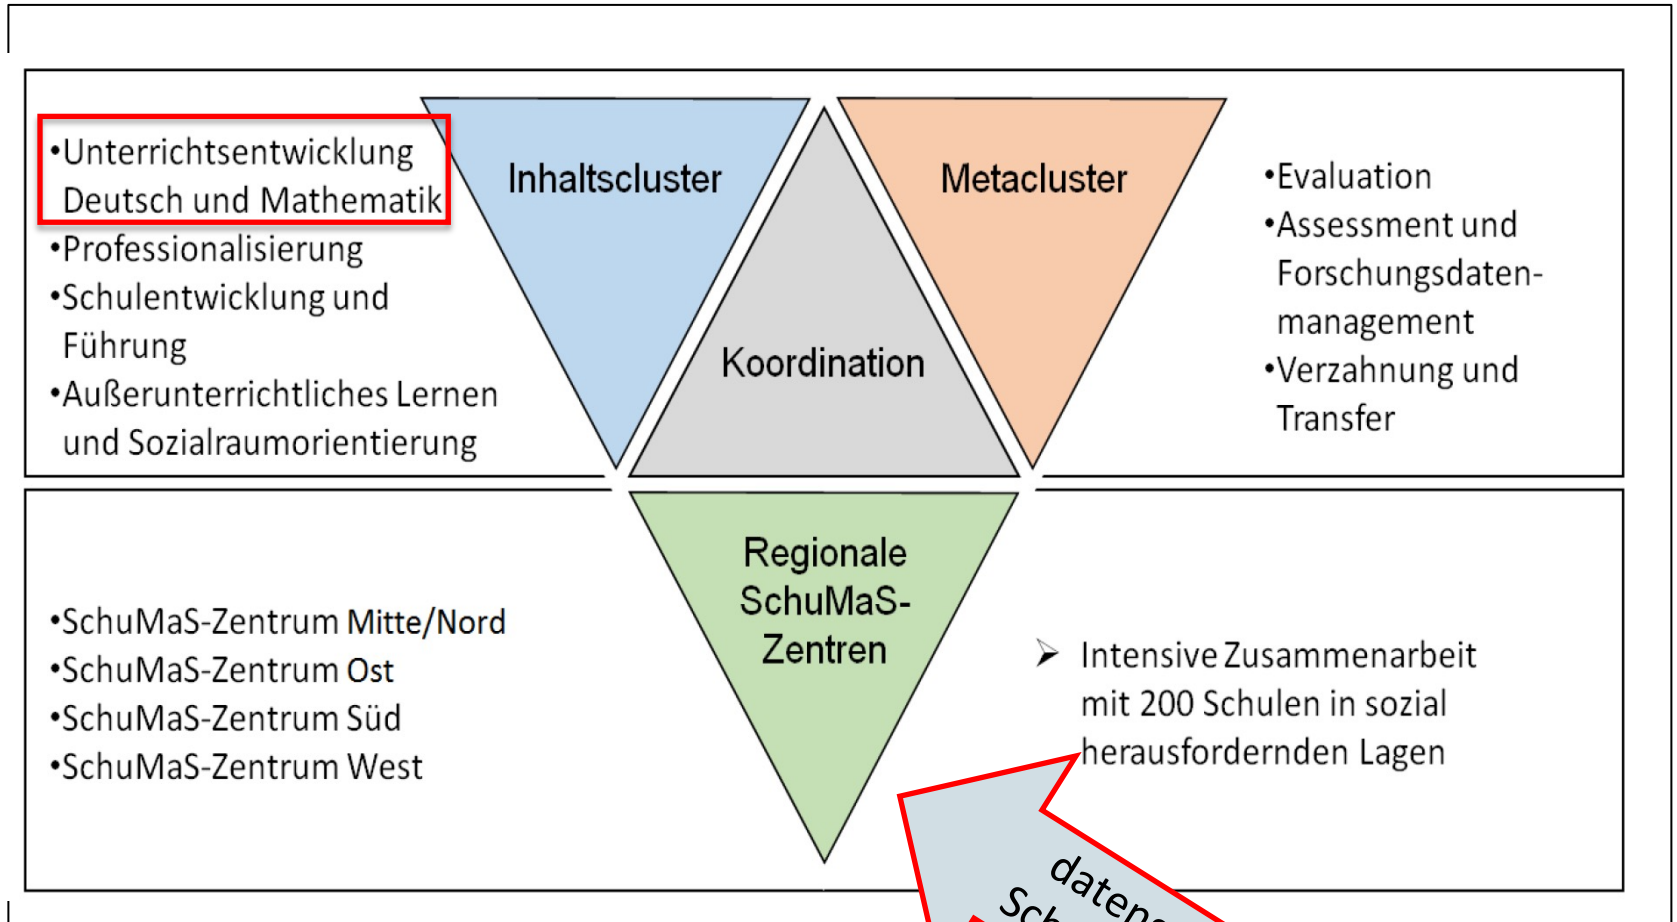 •Unterrichtsentwicklung
Deutsch und Mathematik
•Professionalisierung
•Schulentwicklung und
Führung
•Außerunterrichtliches Lernen
und Sozialraumorientierung
Inhaltscluster
Koordination
Metacluster
•Evaluation
•Assessment und
Forschungsdaten-
management
•Verzahnung und
Transfer
•SchuMaS-Zentrum Mitte/Nord
•SchuMaS-Zentrum Ost
•SchuMaS-Zentrum Süd
•SchuMaS-Zentrum West
Regionale
SchuMaS-
Zentren
➢ Intensive Zusammenarbeit
mit 200 Schulen in sozial
herausfordernden Lagen